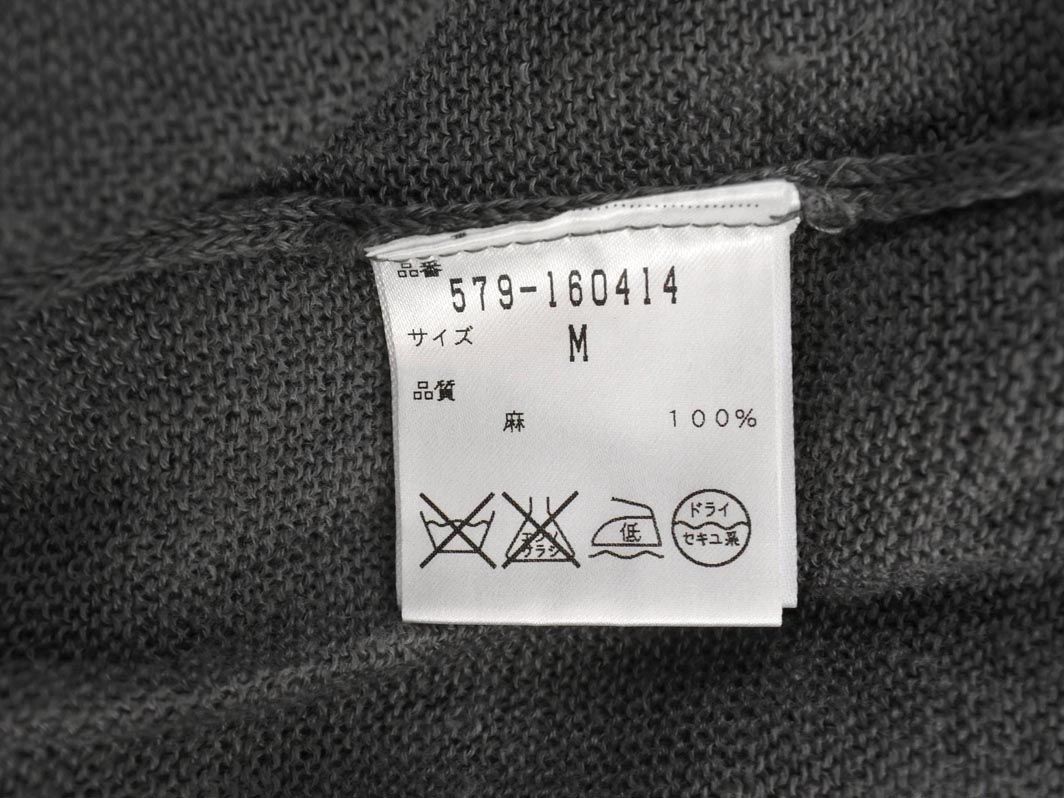 品番
579-160414
サイズ M
品質
麻 100%
エンソ サラシ 低 ドライ セキユ系